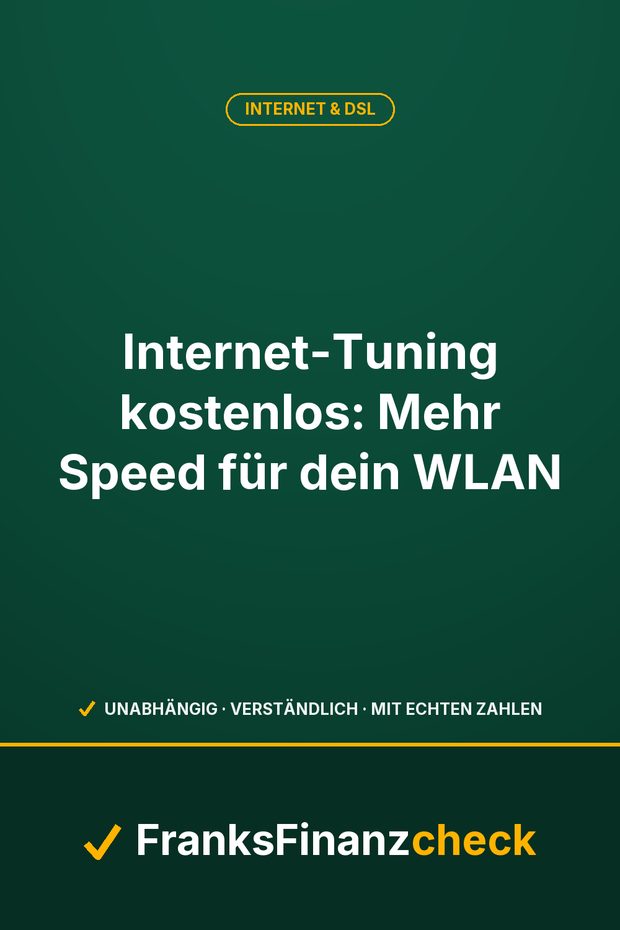 INTERNET & DSL
Internet-Tuning
kostenlos: Mehr
Speed für dein WLAN
UNABHÄNGIG · VERSTÄNDLICH · MIT ECHTEN ZAHLEN
FranksFinanzcheck